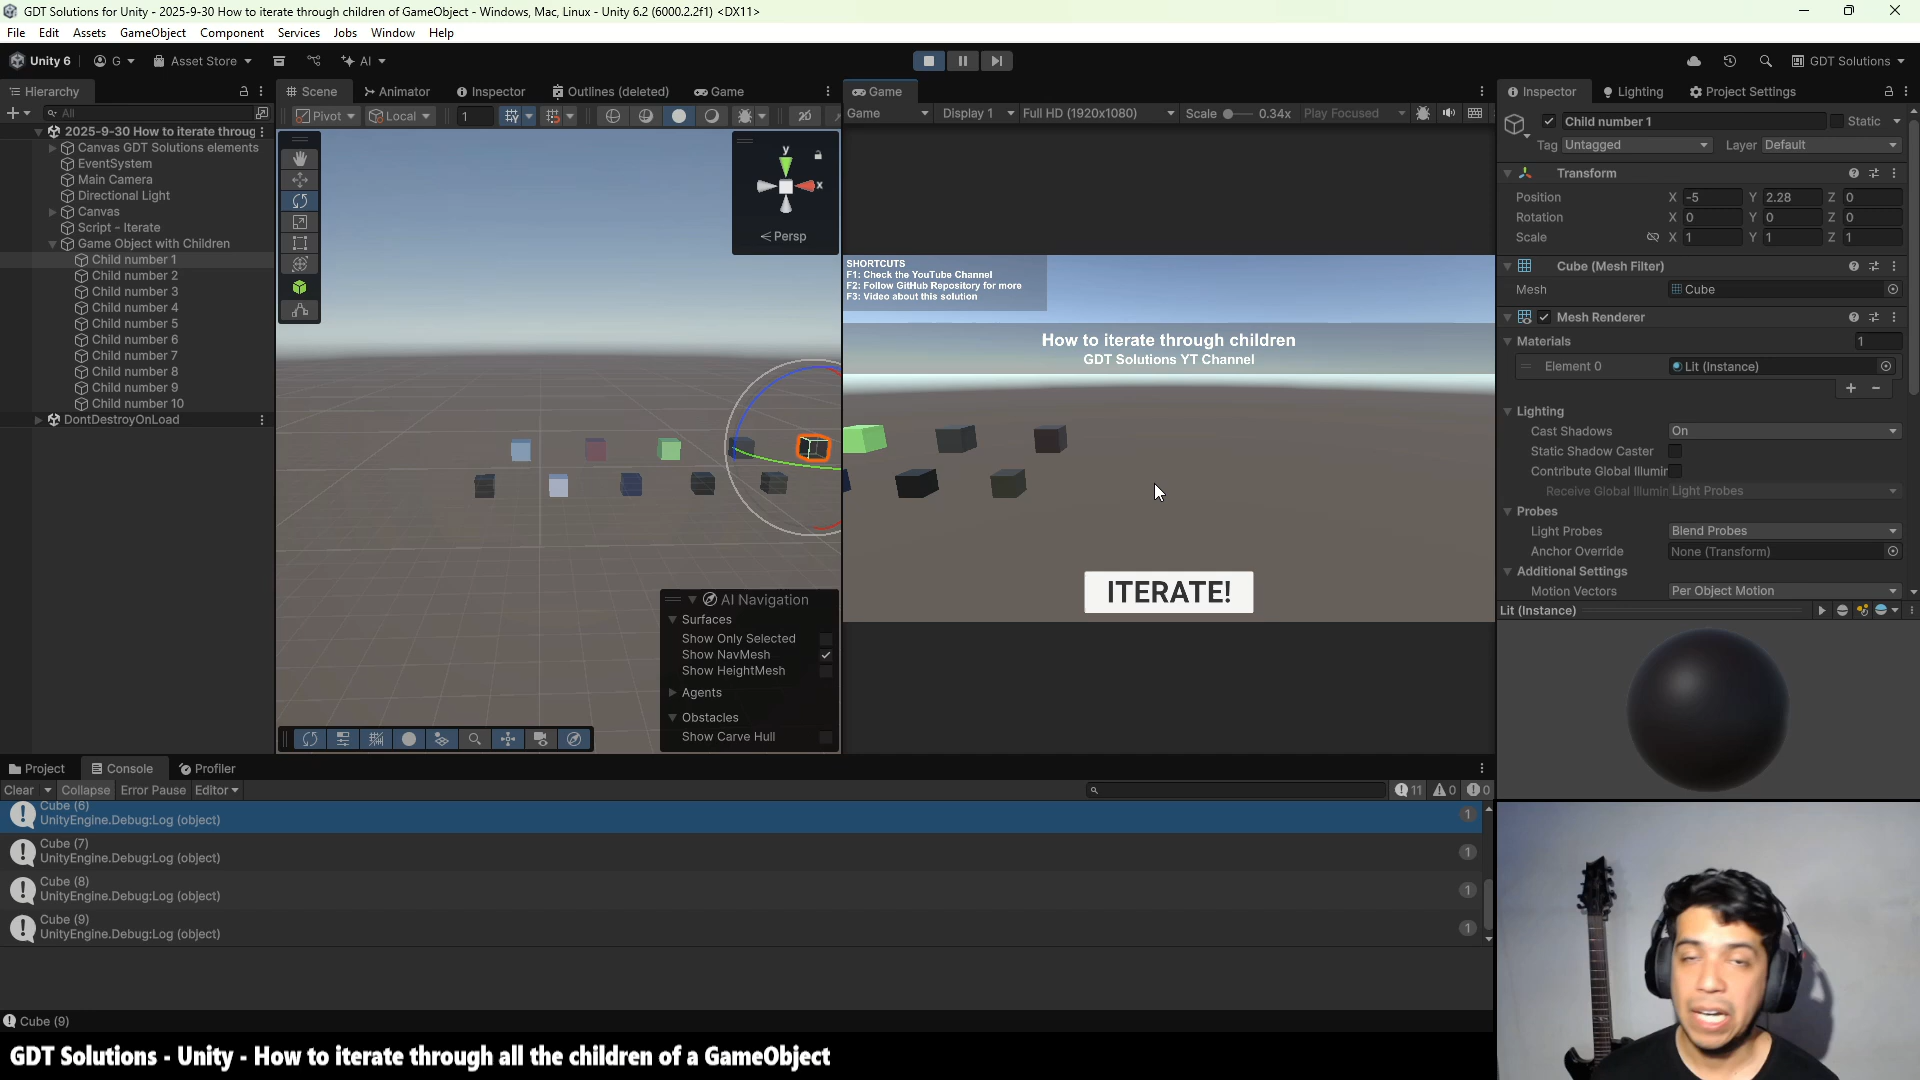 GDT Solutions for Unity - 2025-9-30 How to iterate through children of GameObject - Windows, Mac, Linux - Unity 6.2 (6000.2.2f1) <DX11>
File Edit Assets GameObject Component Services Jobs Window Help
Unity 6 G Asset Store AI GDT Solutions
Hierarchy
All
2025-9-30 How to iterate throug
Canvas GDT Solutions elements
EventSystem
Main Camera
Directional Light
Canvas
Script - Iterate
Game Object with Children
Child number 1
Child number 2
Child number 3
Child number 4
Child number 5
Child number 6
Child number 7
Child number 8
Child number 9
Child number 10
DontDestroyOnLoad
Scene Animator Inspector Outlines (deleted) Game
Pivot Local 1 2D
y
x
Persp
AI Navigation
Surfaces
Show Only Selected
Show NavMesh
Show HeightMesh
Agents
Obstacles
Show Carve Hull
Game
Game Display 1 Full HD (1920x1080) Scale 0.34x Play Focused
SHORTCUTS
F1: Check the YouTube Channel
F2: Follow GitHub Repository for more
F3: Video about this solution
How to iterate through children
GDT Solutions YT Channel
ITERATE!
Inspector Lighting Project Settings
Child number 1 Static
Tag Untagged Layer Default
Transform
Position X -5 Y 2.28 Z 0
Rotation X 0 Y 0 Z 0
Scale X 1 Y 1 Z 1
Cube (Mesh Filter)
Mesh Cube
Mesh Renderer
Materials 1
Element 0 Lit (Instance)
Lighting
Cast Shadows On
Static Shadow Caster
Contribute Global Illumin
Receive Global Illumin Light Probes
Probes
Light Probes Blend Probes
Anchor Override None (Transform)
Additional Settings
Motion Vectors Per Object Motion
Lit (Instance)
Project Console Profiler
Clear Collapse Error Pause Editor 11 0 0
Cube (6)
UnityEngine.Debug:Log (object) 1
Cube (7)
UnityEngine.Debug:Log (object) 1
Cube (8)
UnityEngine.Debug:Log (object) 1
Cube (9)
UnityEngine.Debug:Log (object) 1
Cube (9)
GDT Solutions - Unity - How to iterate through all the children of a GameObject